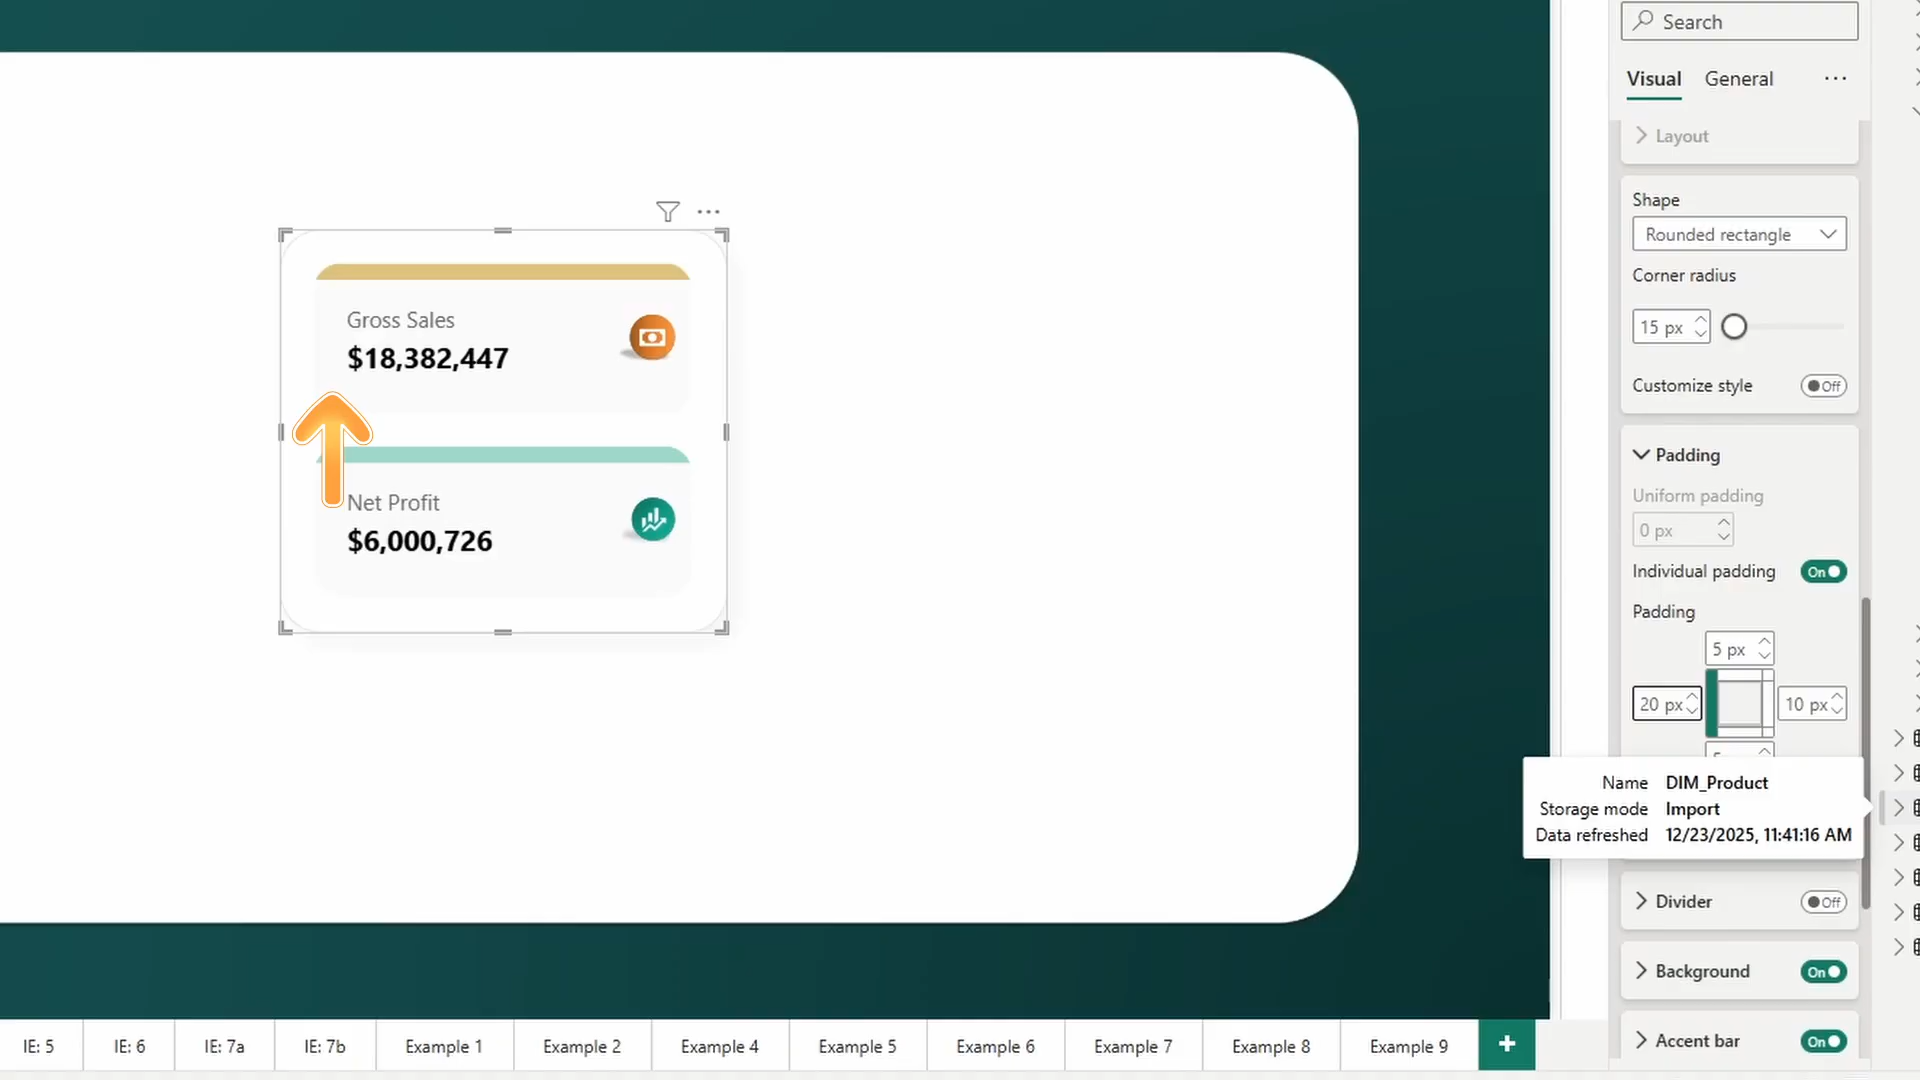 Search
Visual
General
Layout
Shape
Rounded rectangle
Corner radius
15 px
Customize style
Off
Padding
Uniform padding
0 px
Individual padding
On
Padding
5 px
20 px
10 px
Name DIM_Product
Storage mode Import
Data refreshed 12/23/2025, 11:41:16 AM
Divider
Off
Background
On
Accent bar
On
Gross Sales
$18,382,447
Net Profit
$6,000,726
IE: 5
IE: 6
IE: 7a
IE: 7b
Example 1
Example 2
Example 4
Example 5
Example 6
Example 7
Example 8
Example 9
+